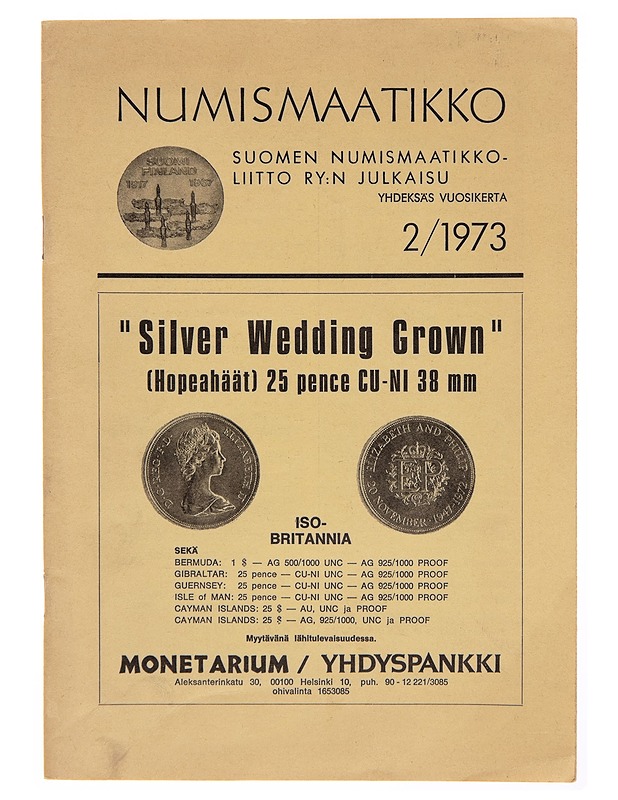 NUMISMAATIKKO
SUOMI
FINLAND
1917 1967
SUOMEN NUMISMAATIKKO-
LIITTO RY:N JULKAISU
YHDEKSÄS VUOSIKERTA
2/1973
"Silver Wedding Grown"
(Hopeahäät) 25 pence CU-NI 38 mm
D·G·REG·F·D· ELIZABETH II
ELIZABETH AND PHILIP
20 NOVEMBER 1947-1972
ISO-
BRITANNIA
SEKÄ
BERMUDA: 1 $ — AG 500/1000 UNC — AG 925/1000 PROOF
GIBRALTAR: 25 pence — CU-NI UNC — AG 925/1000 PROOF
GUERNSEY: 25 pence — CU-NI UNC — AG 925/1000 PROOF
ISLE of MAN: 25 pence — CU-NI UNC — AG 925/1000 PROOF
CAYMAN ISLANDS: 25 $ — AU, UNC ja PROOF
CAYMAN ISLANDS: 25 $ — AG, 925/1000, UNC ja PROOF
Myytävänä lähitulevaisuudessa.
MONETARIUM / YHDYSPANKKI
Aleksanterinkatu 30, 00100 Helsinki 10, puh. 90 - 12 221/3085
ohivalinta 1653085